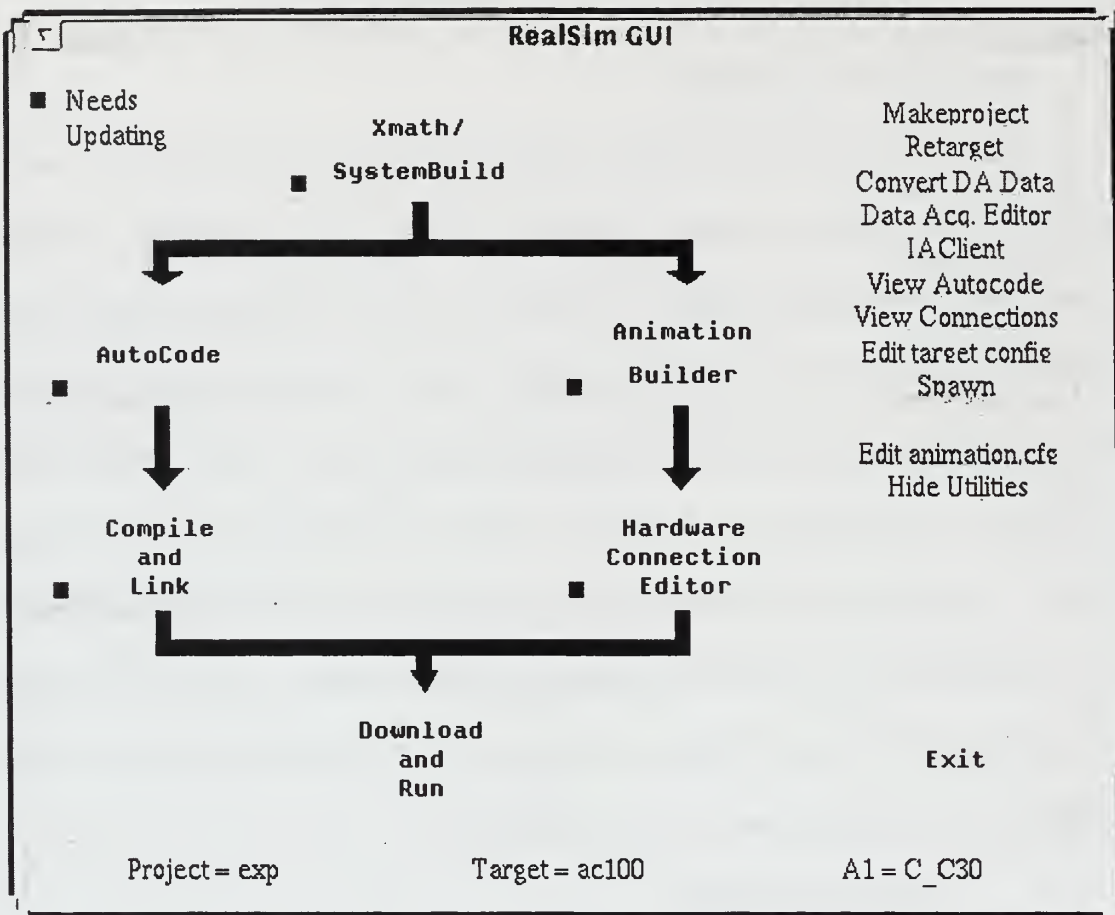 RealSim GUI
■ Needs
Updating
Xmath/
SystemBuild
AutoCode
Animation
Builder
Compile
and
Link
Hardware
Connection
Editor
Download
and
Run
Makeproject
Retarget
Convert DA Data
Data Acq. Editor
IAClient
View Autocode
View Connections
Edit target config
Spawn
Edit animation.cfg
Hide Utilities
Exit
Project = exp
Target = ac100
A1 = C_C30